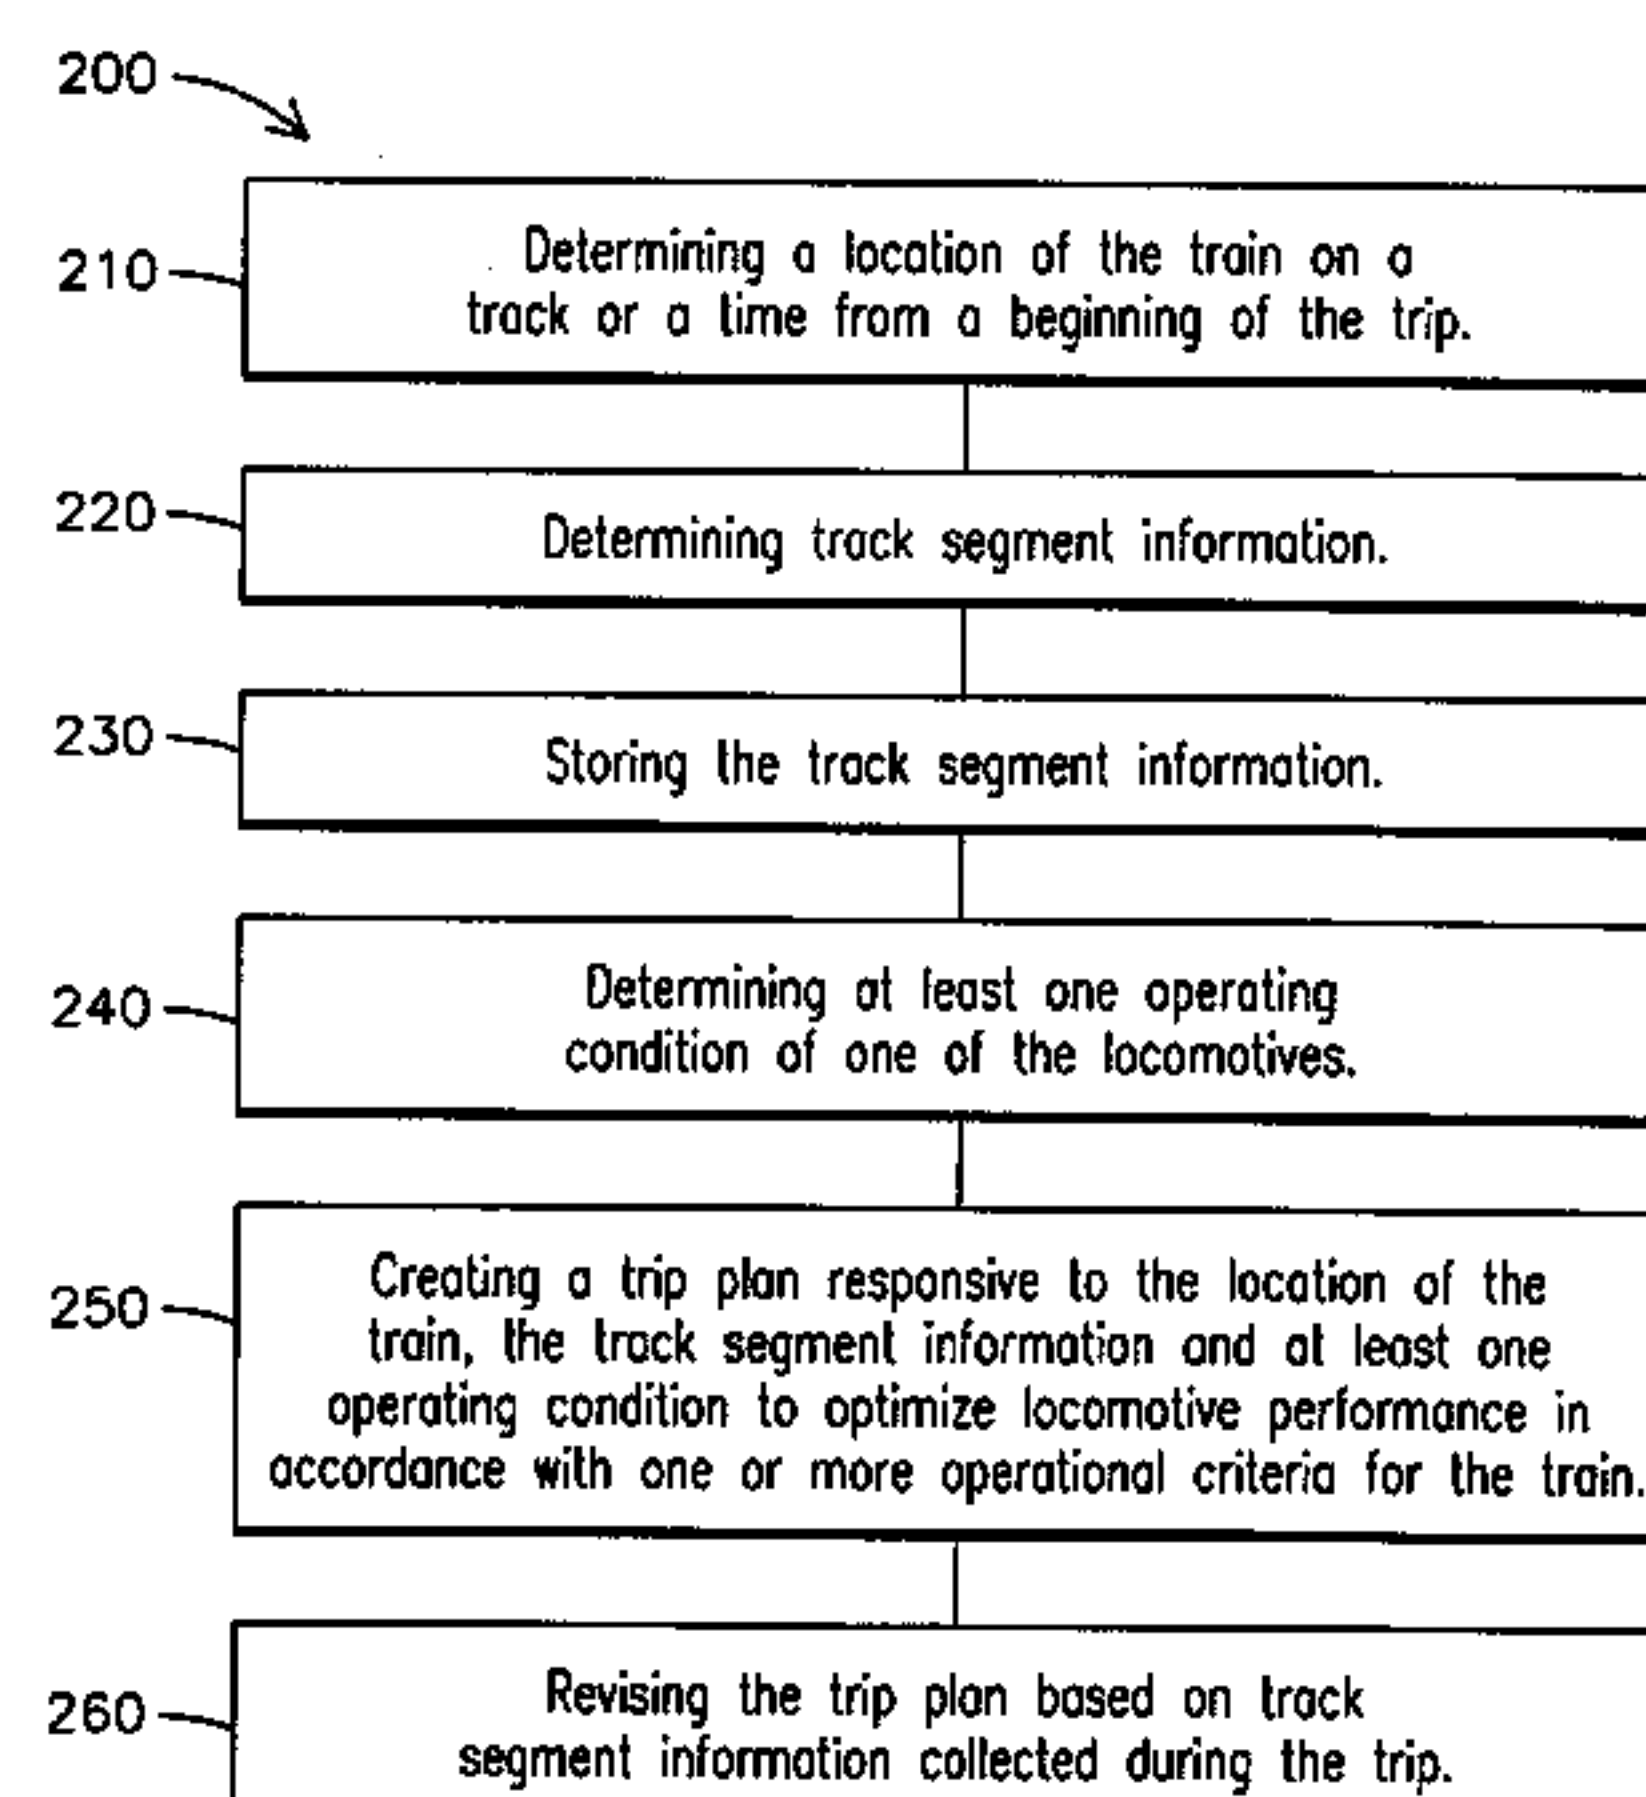 200
210
Determining a location of the train on a
track or a time from a beginning of the trip.
220
Determining track segment information.
230
Storing the track segment information.
240
Determining at least one operating
condition of one of the locomotives.
250
Creating a trip plan responsive to the location of the
train, the track segment information and at least one
operating condition to optimize locomotive performance in
accordance with one or more operational criteria for the train.
260
Revising the trip plan based on track
segment information collected during the trip.